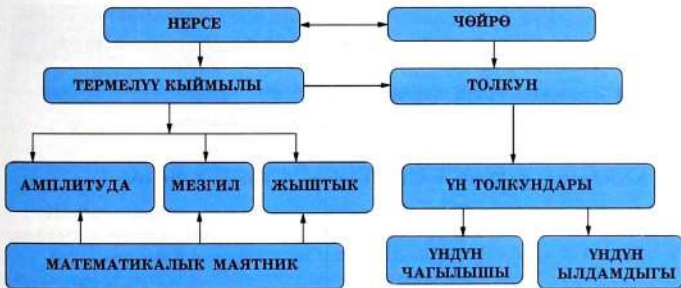 НЕРСЕ
ЧӨЙРӨ
ТЕРМЕЛҮҮ КЫЙМЫЛЫ
ТОЛКУН
АМПЛИТУДА
МЕЗГИЛ
ЖЫШТЫК
ҮН ТОЛКУНДАРЫ
МАТЕМАТИКАЛЫК МАЯТНИК
ҮНДҮН
ЧАГЫЛЫШЫ
ҮНДҮН
ЫЛДАМДЫГЫ